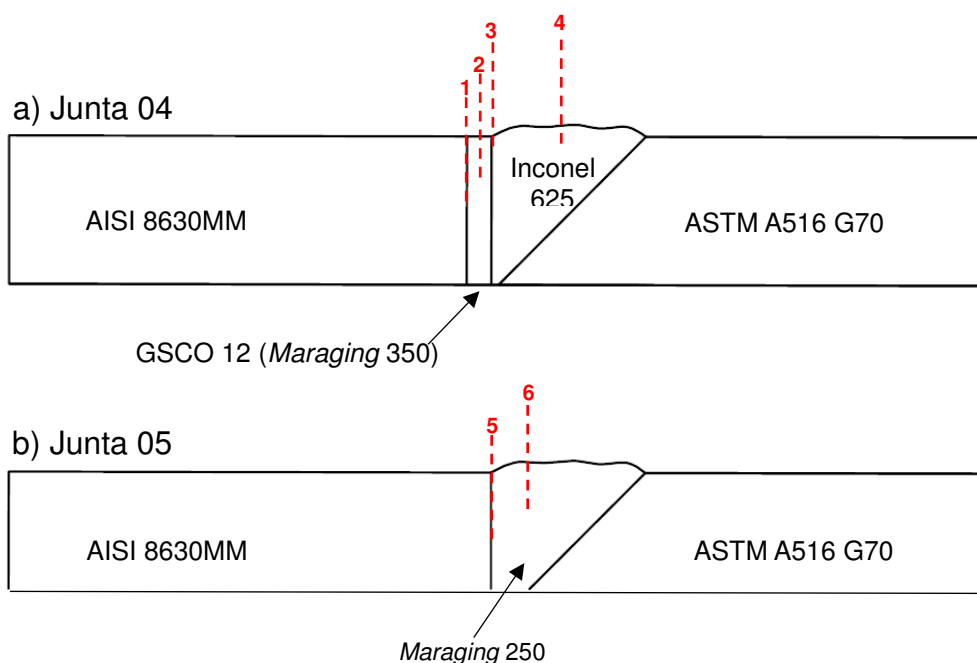 4
3
2
1
a) Junta 04
Inconel
625
AISI 8630MM
ASTM A516 G70
GSCO 12 (Maraging 350)
6
5
b) Junta 05
AISI 8630MM
ASTM A516 G70
Maraging 250